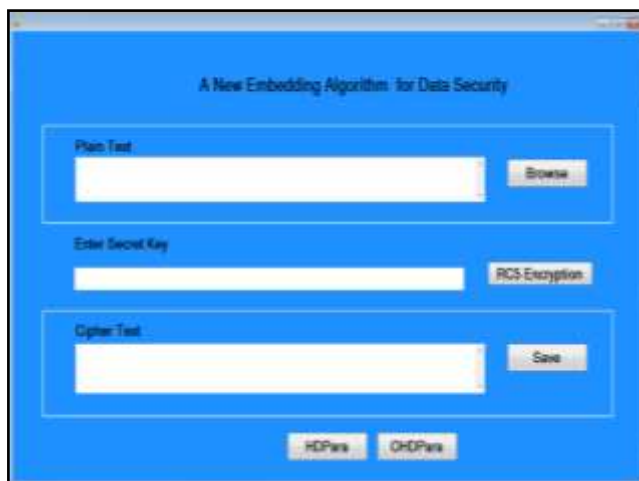 A New Embedding Algorithm for Data Security
Plain Text
Browse
Enter Secret Key
RC5 Encryption
Cipher Text
Save
HDPara OHDPara